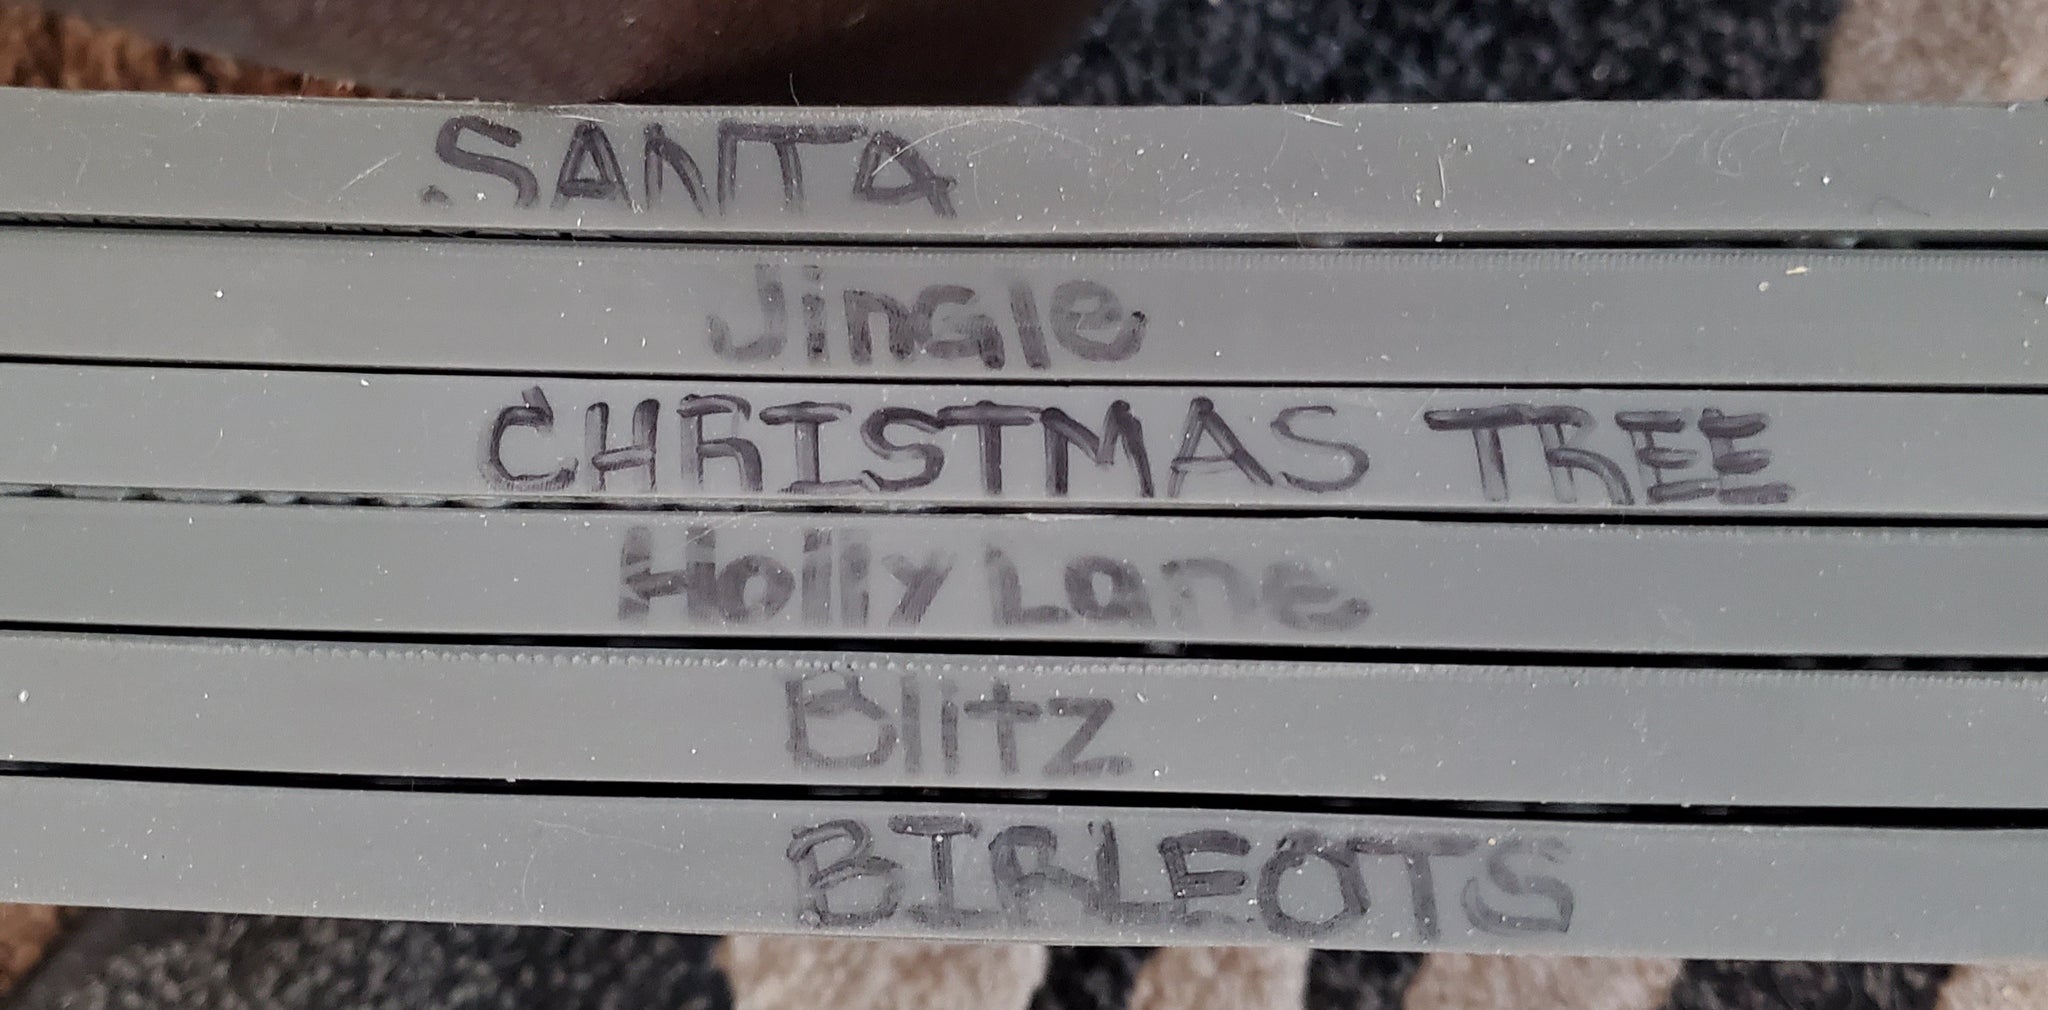 SANTA
Jingle
CHRISTMAS TREE
Holly Lane
Blitz
BIRLEOTS